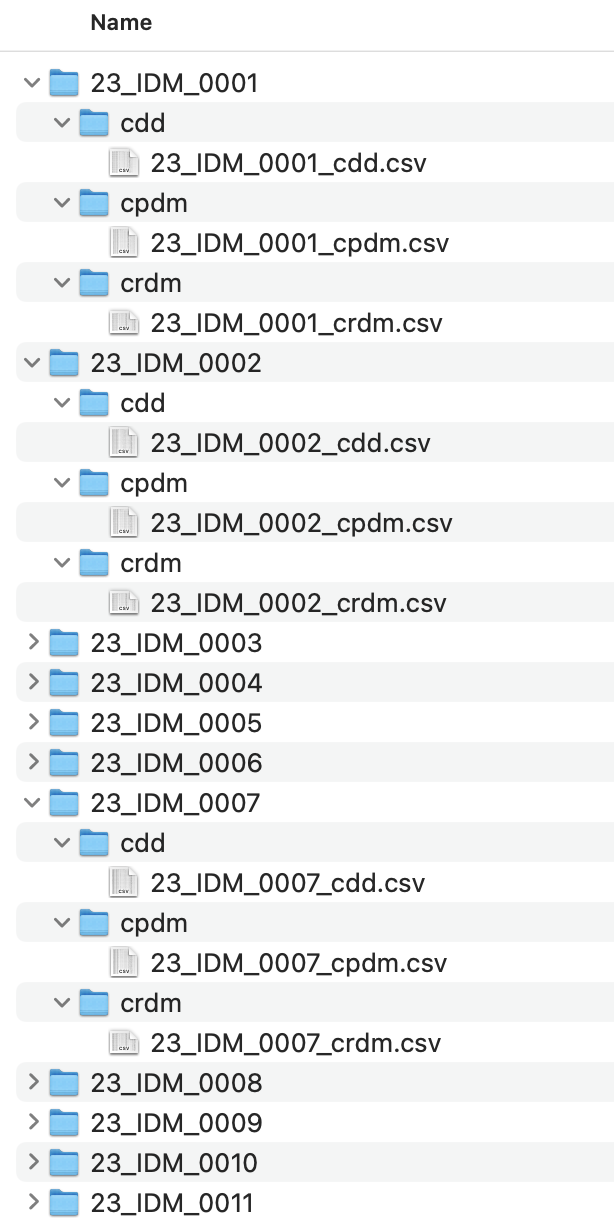 Name
23_IDM_0001
cdd
23_IDM_0001_cdd.csv
cpdm
23_IDM_0001_cpdm.csv
crdm
23_IDM_0001_crdm.csv
23_IDM_0002
cdd
23_IDM_0002_cdd.csv
cpdm
23_IDM_0002_cpdm.csv
crdm
23_IDM_0002_crdm.csv
23_IDM_0003
23_IDM_0004
23_IDM_0005
23_IDM_0006
23_IDM_0007
cdd
23_IDM_0007_cdd.csv
cpdm
23_IDM_0007_cpdm.csv
crdm
23_IDM_0007_crdm.csv
23_IDM_0008
23_IDM_0009
23_IDM_0010
23_IDM_0011